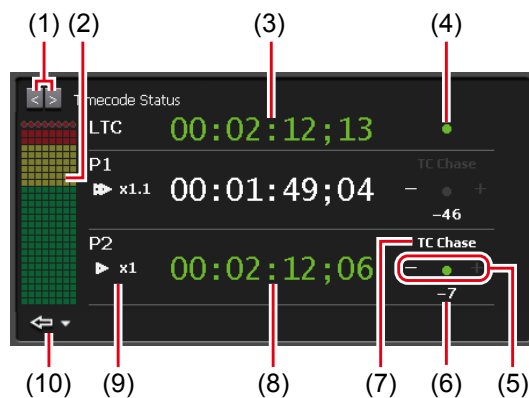 (1) (2) (3) (4)
< > Timecode Status
LTC 00:02:12;13
P1 TC Chase
x1.1 00:01:49;04 − +
−46
P2 TC Chase
x1 00:02:12;06 − +
−7
(10) (9) (8) (7) (6) (5)